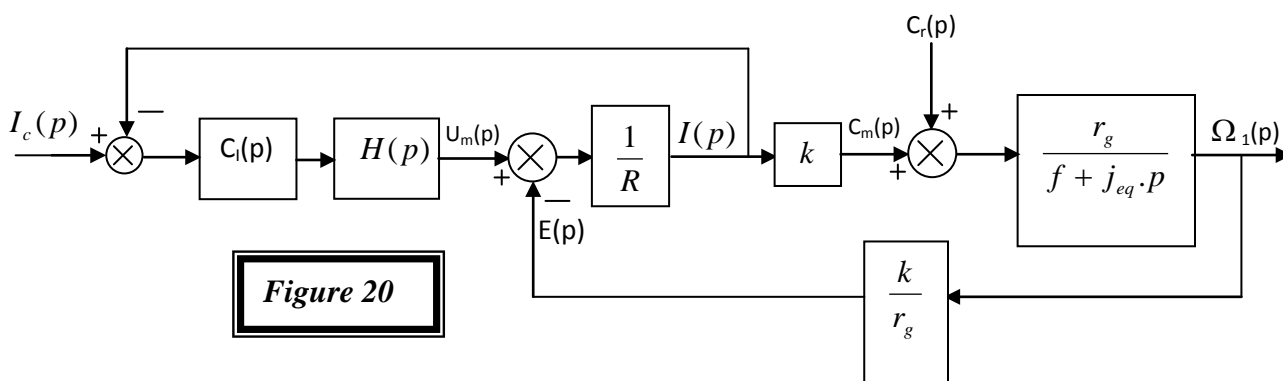 C_r(p)
I_c(p)
+
—
C_I(p)
H(p)
U_m(p)
+
—
E(p)
1
R
I(p)
k
C_m(p)
+
+
r_g
f + j_eq.p
Ω_1(p)
k
r_g
Figure 20